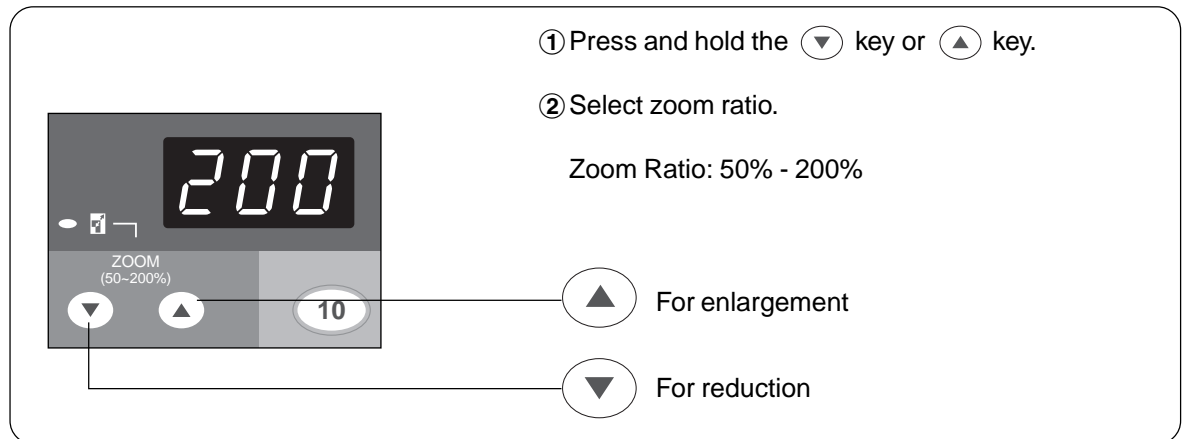 ① Press and hold the ▼ key or ▲ key.
② Select zoom ratio.
Zoom Ratio: 50% - 200%
200
ZOOM
(50~200%)
10
For enlargement
For reduction